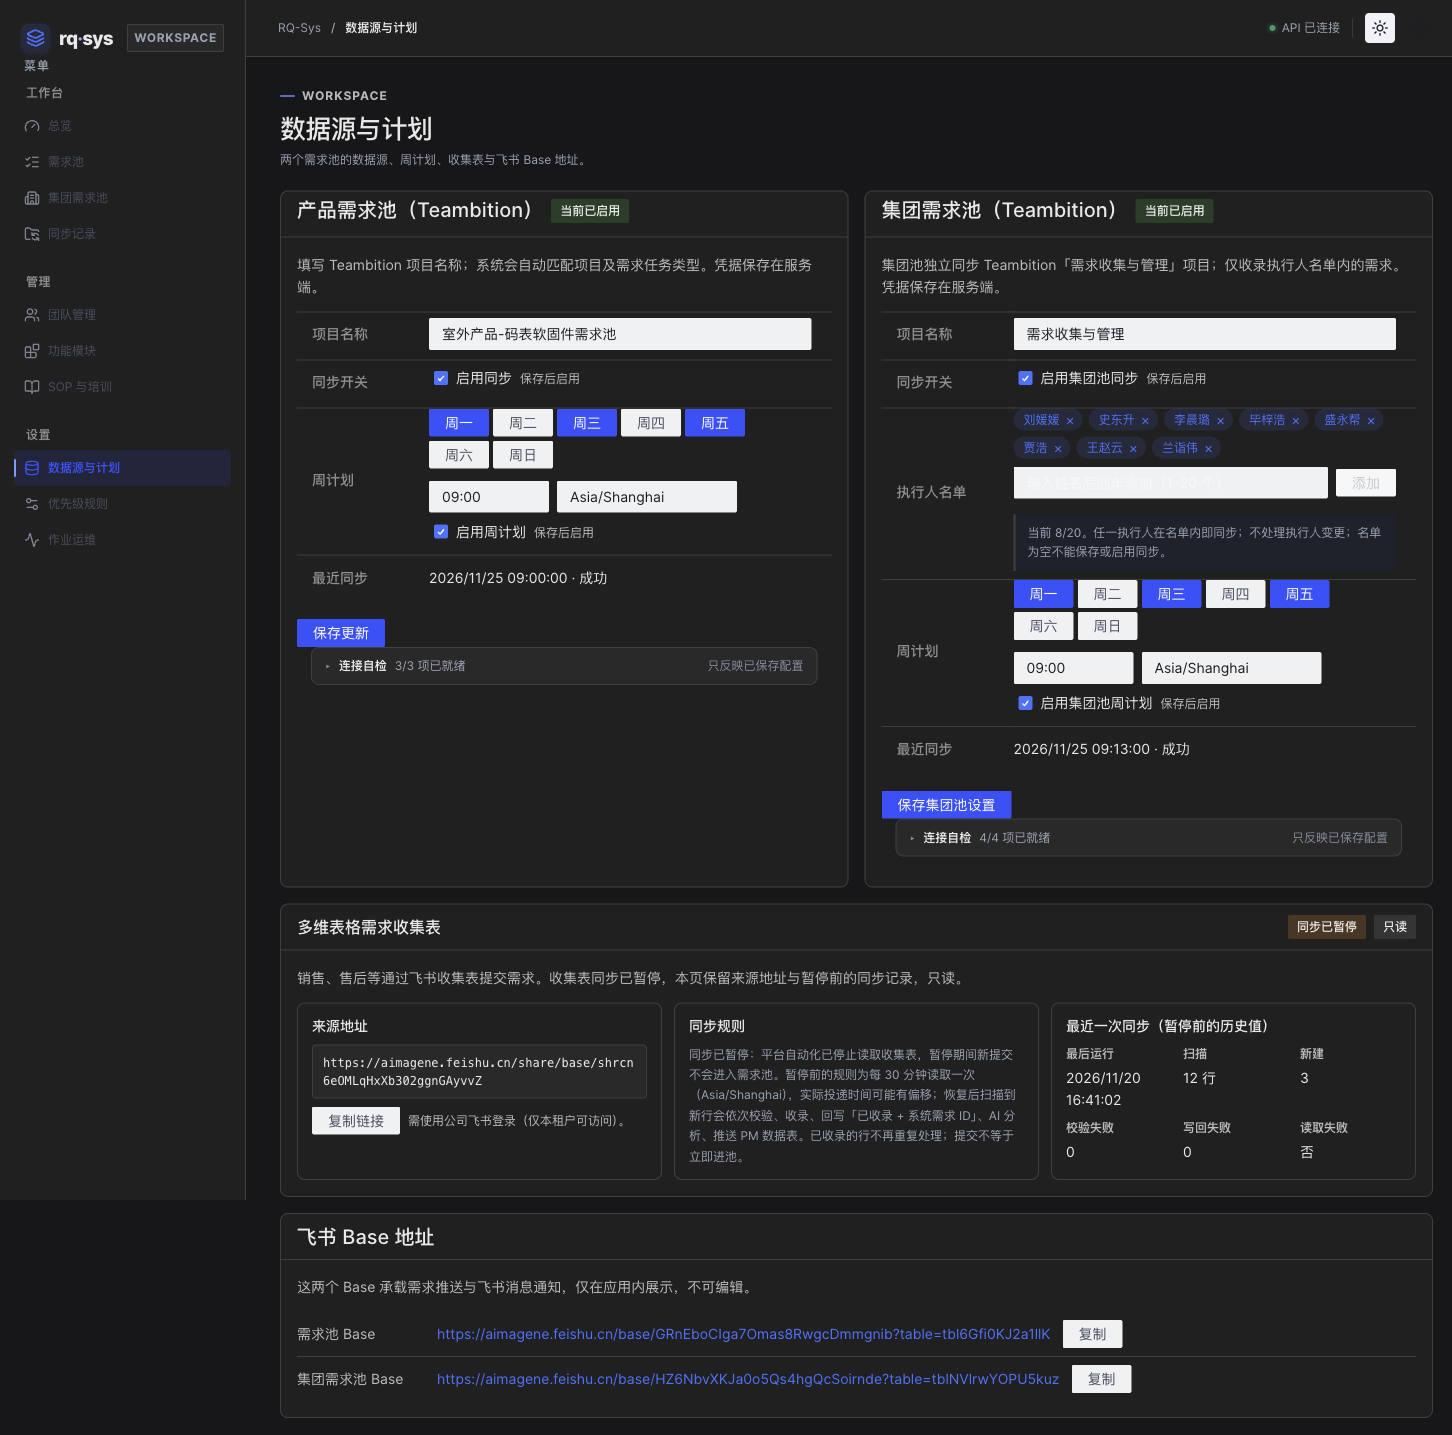 rq·sys WORKSPACE
菜单
工作台
总览
需求池
集团需求池
同步记录
管理
团队管理
功能模块
SOP 与培训
设置
数据源与计划
优先级规则
作业运维
RQ-Sys / 数据源与计划
API 已连接
WORKSPACE
数据源与计划
两个需求池的数据源、周计划、收集表与飞书 Base 地址。
产品需求池（Teambition） 当前已启用
填写 Teambition 项目名称；系统会自动匹配项目及需求任务类型。凭据保存在服务
端。
项目名称 室外产品-码表软固件需求池
同步开关 启用同步 保存后启用
周计划
周一 周二 周三 周四 周五
周六 周日
09:00 Asia/Shanghai
启用周计划 保存后启用
最近同步 2026/11/25 09:00:00 · 成功
保存更新
连接自检 3/3 项已就绪 只反映已保存配置
集团需求池（Teambition） 当前已启用
集团池独立同步 Teambition「需求收集与管理」项目；仅收录执行人名单内的需求。
凭据保存在服务端。
项目名称 需求收集与管理
同步开关 启用集团池同步 保存后启用
执行人名单
刘媛媛 × 史东升 × 李晨璐 × 毕梓浩 × 盛永帮 ×
贾浩 × 王赵云 × 兰诣伟 ×
添加
当前 8/20。任一执行人在名单内即同步；不处理执行人变更；名单
为空不能保存或启用同步。
周计划
周一 周二 周三 周四 周五
周六 周日
09:00 Asia/Shanghai
启用集团池周计划 保存后启用
最近同步 2026/11/25 09:13:00 · 成功
保存集团池设置
连接自检 4/4 项已就绪 只反映已保存配置
多维表格需求收集表 同步已暂停 只读
销售、售后等通过飞书收集表提交需求。收集表同步已暂停，本页保留来源地址与暂停前的同步记录，只读。
来源地址
https://aimagene.feishu.cn/share/base/shrcn
6eOMLqHxXb302ggnGAyvvZ
复制链接 需使用公司飞书登录（仅本租户可访问）。
同步规则
同步已暂停：平台自动化已停止读取收集表，暂停期间新提交
不会进入需求池。暂停前的规则为每 30 分钟读取一次
（Asia/Shanghai），实际投递时间可能有偏移；恢复后扫描到
新行会依次校验、收录、回写「已收录 + 系统需求 ID」、AI 分
析、推送 PM 数据表。已收录的行不再重复处理；提交不等于
立即进池。
最近一次同步（暂停前的历史值）
最后运行 扫描 新建
2026/11/20 12 行 3
16:41:02
校验失败 写回失败 读取失败
0 0 否
飞书 Base 地址
这两个 Base 承载需求推送与飞书消息通知，仅在应用内展示，不可编辑。
需求池 Base https://aimagene.feishu.cn/base/GRnEboCIga7Omas8RwgcDmmgnib?table=tbl6Gfi0KJ2a1llK 复制
集团需求池 Base https://aimagene.feishu.cn/base/HZ6NbvXKJa0o5Qs4hgQcSoirnde?table=tblNVlrwYOPU5kuz 复制